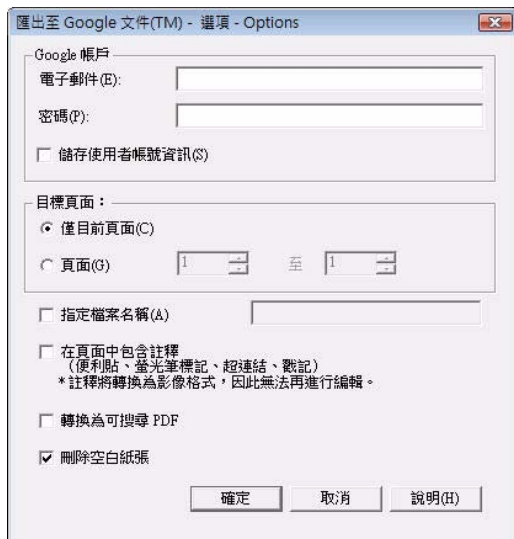 匯出至 Google 文件(TM) - 選項 - Options
Google 帳戶
電子郵件(E):
密碼(P):
儲存使用者帳號資訊(S)
目標頁面：
僅目前頁面(C)
頁面(G) 1 至 1
指定檔案名稱(A)
在頁面中包含註釋
(便利貼、螢光筆標記、超連結、戳記)
*註釋將轉換為影像格式，因此無法再進行編輯。
轉換為可搜尋 PDF
刪除空白紙張
確定 取消 說明(H)